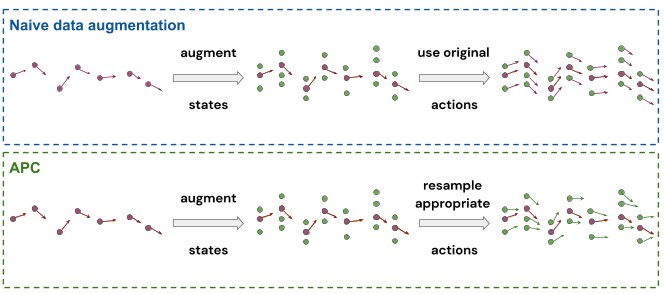 Naive data augmentation
augment
states
use original
actions
APC
augment
states
resample
appropriate
actions